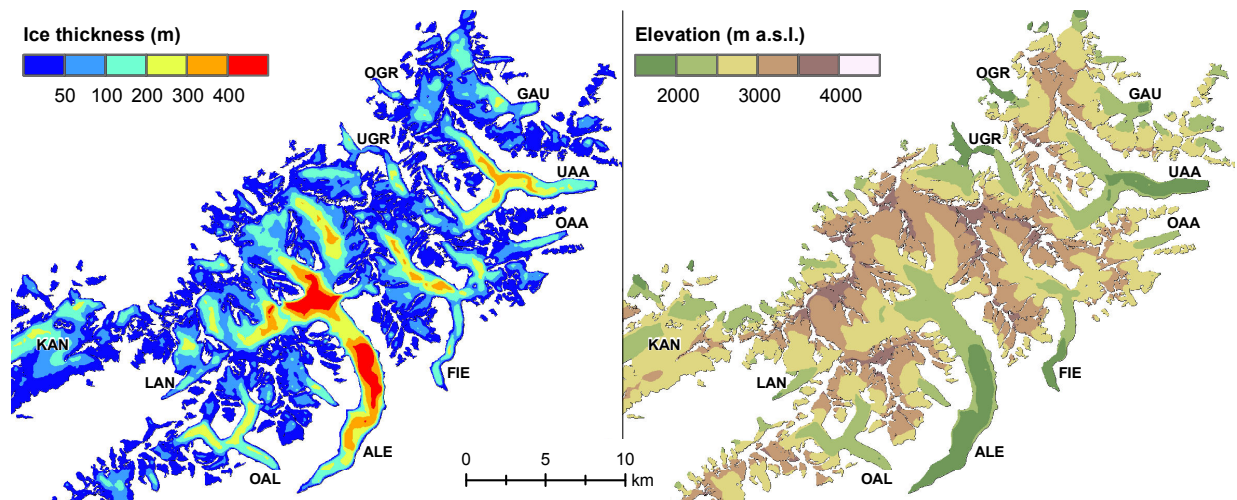 Ice thickness (m)
50 100 200 300 400
OGR
GAU
UGR
UAA
OAA
KAN
LAN
FIE
ALE
OAL
0 5 10
km
Elevation (m a.s.l.)
2000 3000 4000
OGR
GAU
UGR
UAA
OAA
KAN
LAN
FIE
ALE
OAL